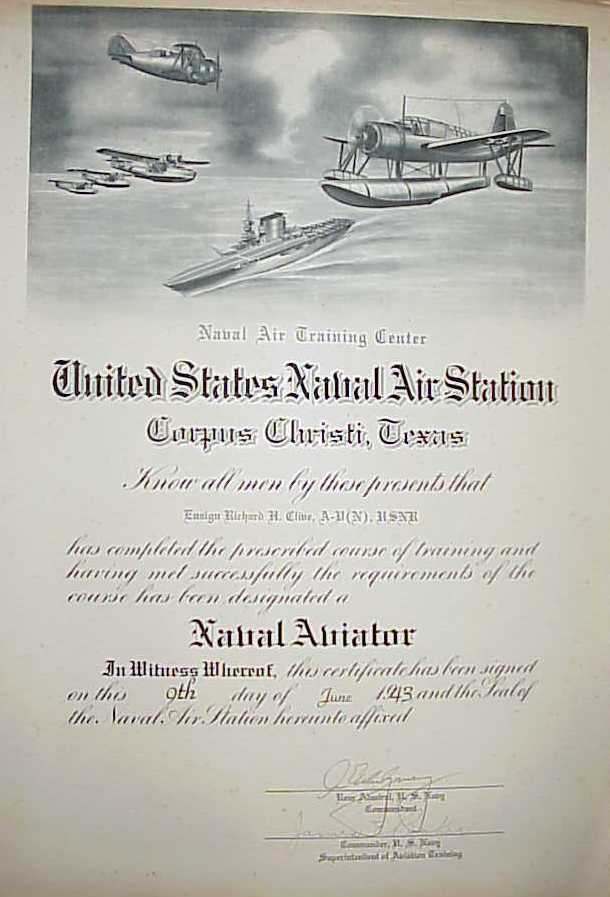 Naval Air Training Center
United States Naval Air Station
Corpus Christi, Texas
Know all men by these presents that
Ensign Richard H. Clive, A-V(N), USNR
has completed the prescribed course of training and
having met successfully the requirements of the
course has been designated a
Naval Aviator
In Witness Whereof, this certificate has been signed
on this 9th day of June 1943 and the Seal of
the Naval Air Station hereunto affixed
Rear Admiral, U. S. Navy
Commandant
Commander, U. S. Navy
Superintendent of Aviation Training